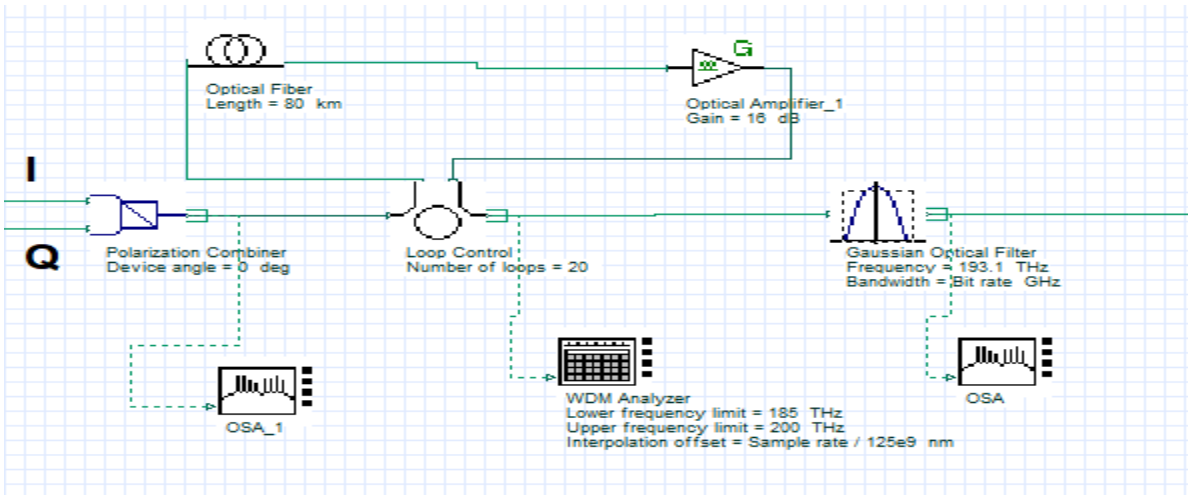 G
Optical Fiber
Length = 80 km
Optical Amplifier_1
Gain = 16 dB
I
Q
Polarization Combiner
Device angle = 0 deg
Loop Control
Number of loops = 20
Gaussian Optical Filter
Frequency = 193.1 THz
Bandwidth = Bit rate GHz
OSA_1
WDM Analyzer
Lower frequency limit = 185 THz
Upper frequency limit = 200 THz
Interpolation offset = Sample rate / 125e9 nm
OSA